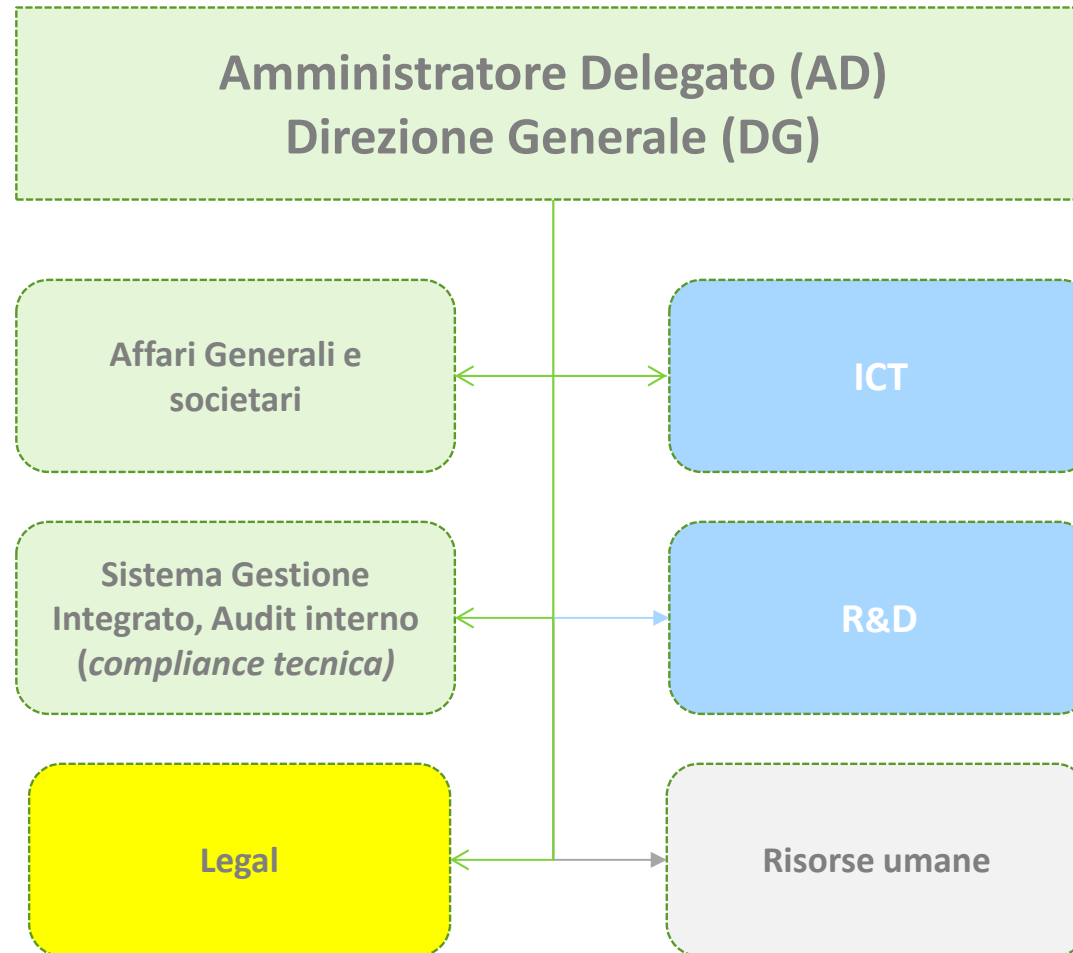 Amministratore Delegato (AD)
Direzione Generale (DG)
Affari Generali e
societari
ICT
Sistema Gestione
Integrato, Audit interno
(compliance tecnica)
R&D
Legal
Risorse umane